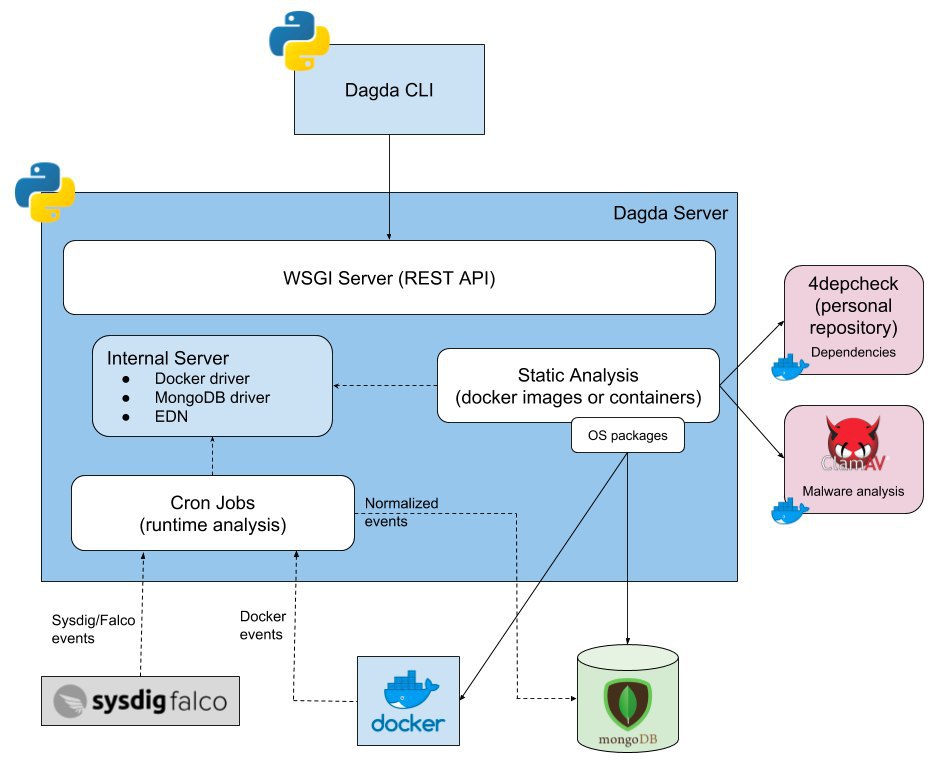 Dagda CLI
Dagda Server
WSGI Server (REST API)
4depcheck
(personal
repository)
Dependencies
Internal Server
● Docker driver
● MongoDB driver
● EDN
Static Analysis
(docker images or containers)
OS packages
ClamAV
Malware analysis
Cron Jobs
(runtime analysis)
Normalized
events
Sysdig/Falco
events
Docker
events
sysdig falco
docker
mongoDB